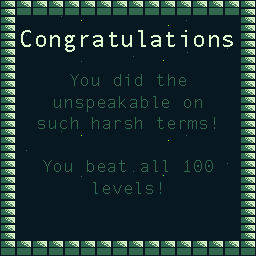 Congratulations
You did the
unspeakable on
such harsh terms!
You beat all 100
levels!